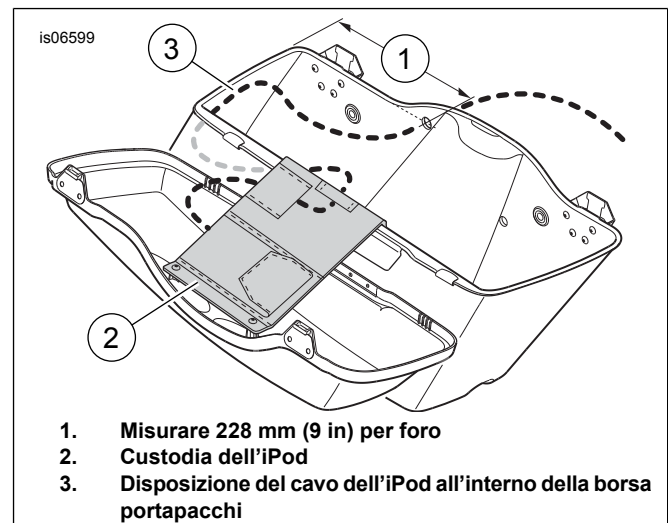 is06599
3
1
2
1. Misurare 228 mm (9 in) per foro
2. Custodia dell'iPod
3. Disposizione del cavo dell'iPod all'interno della borsa
portapacchi